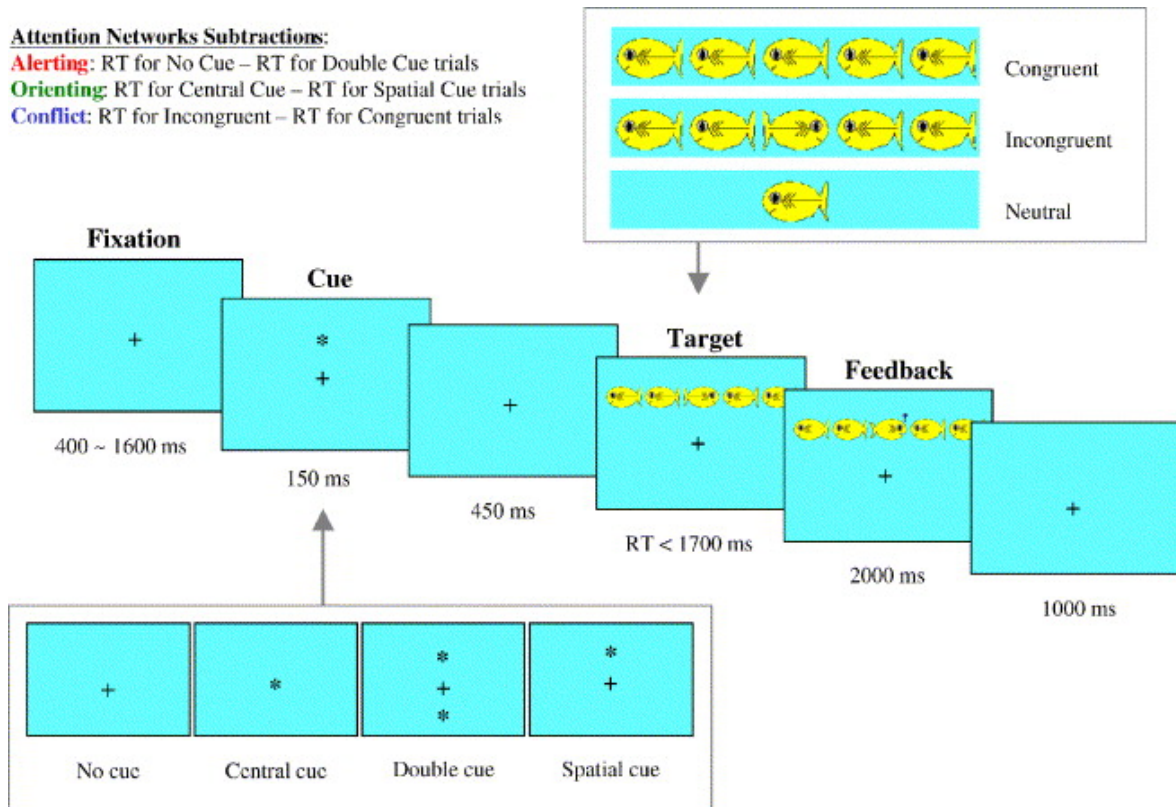 Attention Networks Subtractions:
Alerting: RT for No Cue – RT for Double Cue trials
Orienting: RT for Central Cue – RT for Spatial Cue trials
Conflict: RT for Incongruent – RT for Congruent trials
Congruent
Incongruent
Neutral
Fixation
Cue
Target
Feedback
400 ~ 1600 ms
150 ms
450 ms
RT < 1700 ms
2000 ms
1000 ms
No cue
Central cue
Double cue
Spatial cue